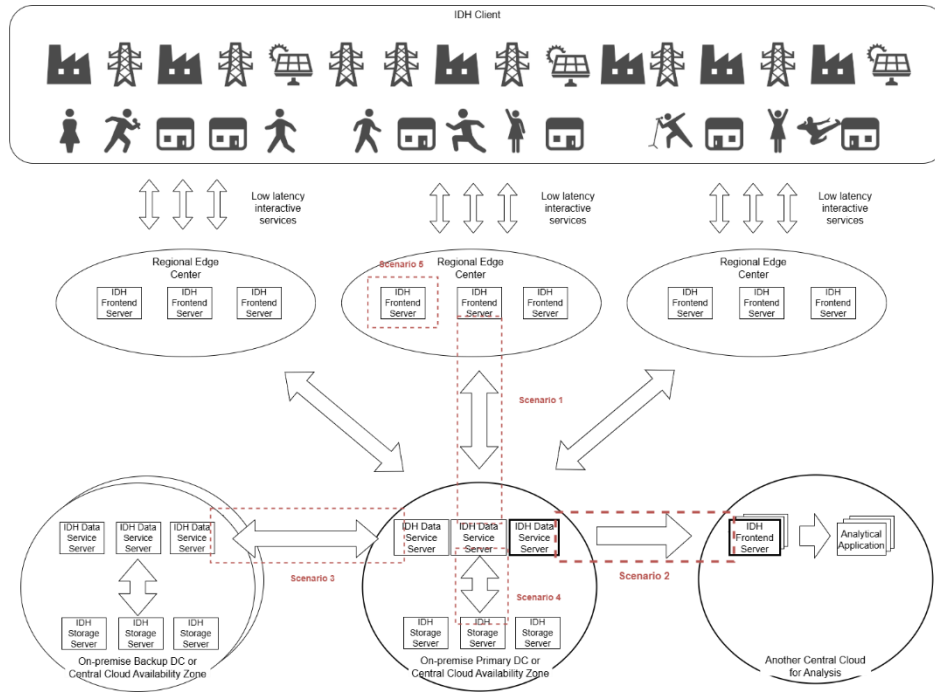 IDH Client
Low latency
interactive
services
Low latency
interactive
services
Low latency
interactive
services
Regional Edge
Center
IDH
Frontend
Server
IDH
Frontend
Server
IDH
Frontend
Server
Scenario 5
Regional Edge
Center
IDH
Frontend
Server
IDH
Frontend
Server
IDH
Frontend
Server
Regional Edge
Center
IDH
Frontend
Server
IDH
Frontend
Server
IDH
Frontend
Server
Scenario 1
IDH Data
Service
Server
IDH Data
Service
Server
IDH Data
Service
Server
Scenario 3
IDH
Storage
Server
IDH
Storage
Server
IDH
Storage
Server
On-premise Backup DC or
Central Cloud Availability Zone
IDH Data
Service
Server
IDH Data
Service
Server
IDH Data
Service
Server
Scenario 4
IDH
Storage
Server
IDH
Storage
Server
IDH
Storage
Server
On-premise Primary DC or
Central Cloud Availability Zone
Scenario 2
IDH
Frontend
Server
Analytical
Application
Another Central Cloud
for Analysis